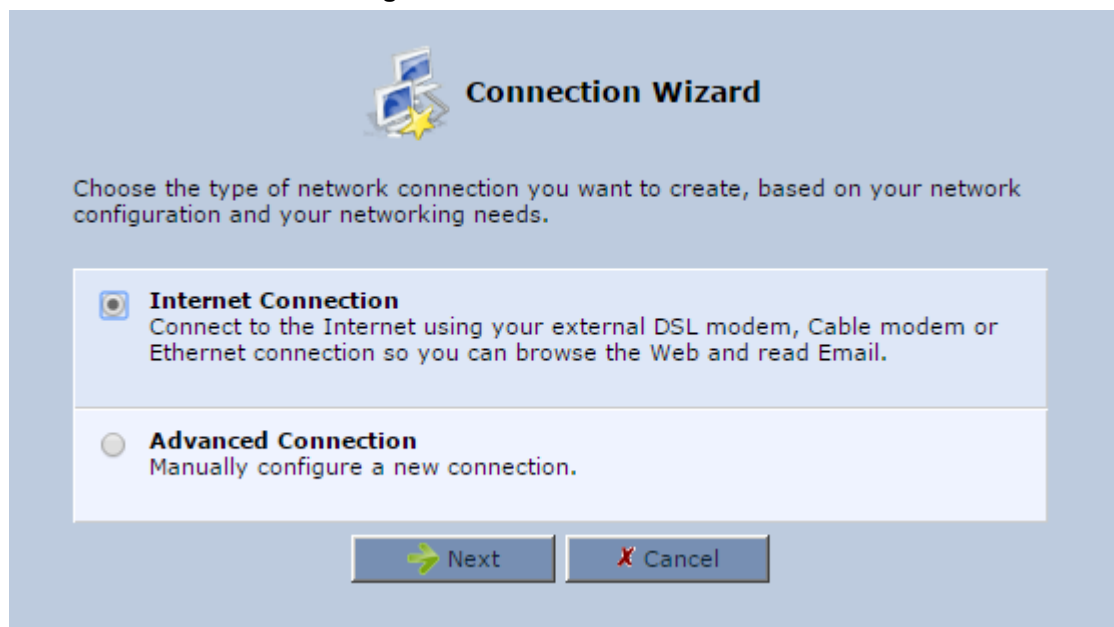 Connection Wizard
Choose the type of network connection you want to create, based on your network
configuration and your networking needs.
Internet Connection
Connect to the Internet using your external DSL modem, Cable modem or
Ethernet connection so you can browse the Web and read Email.
Advanced Connection
Manually configure a new connection.
Next
Cancel